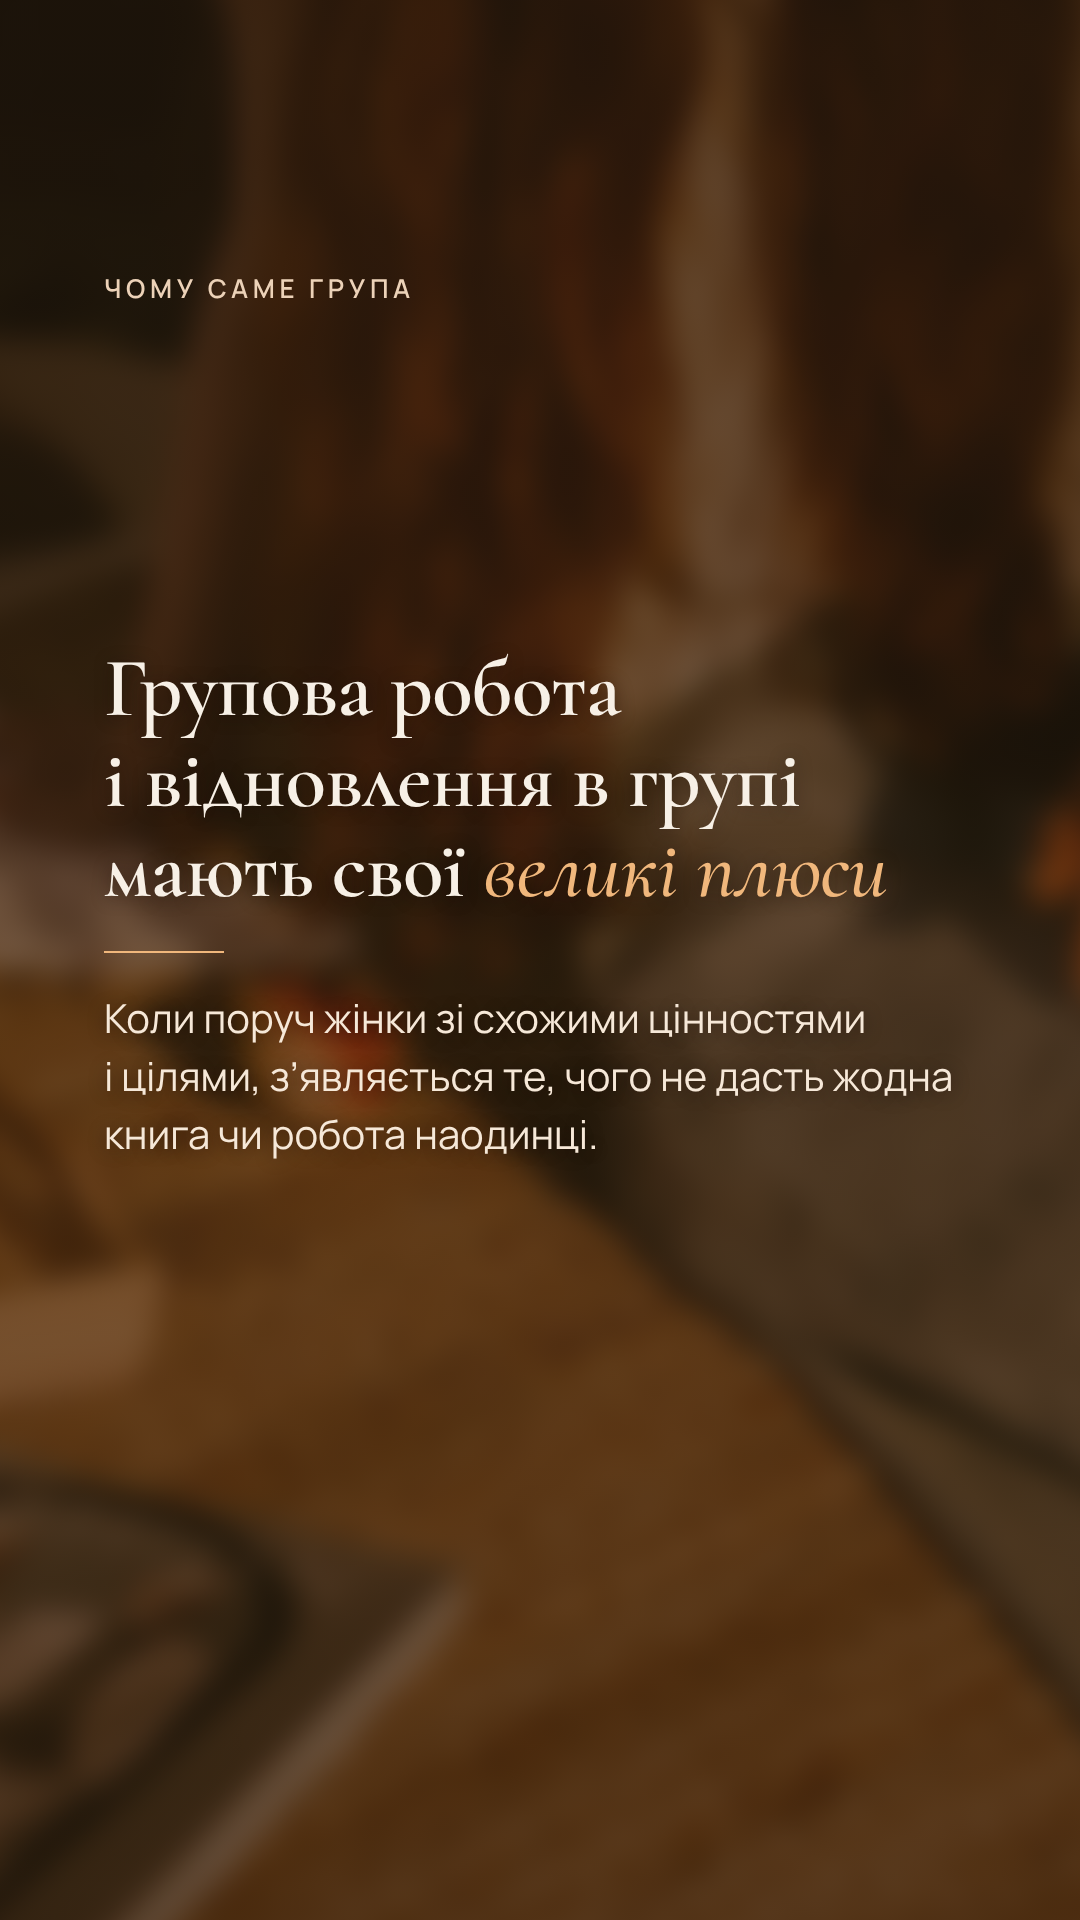 ЧОМУ САМЕ ГРУПА
Групова робота
і відновлення в групі
мають свої великі плюси
Коли поруч жінки зі схожими цінностями
і цілями, з’являється те, чого не дасть жодна
книга чи робота наодинці.